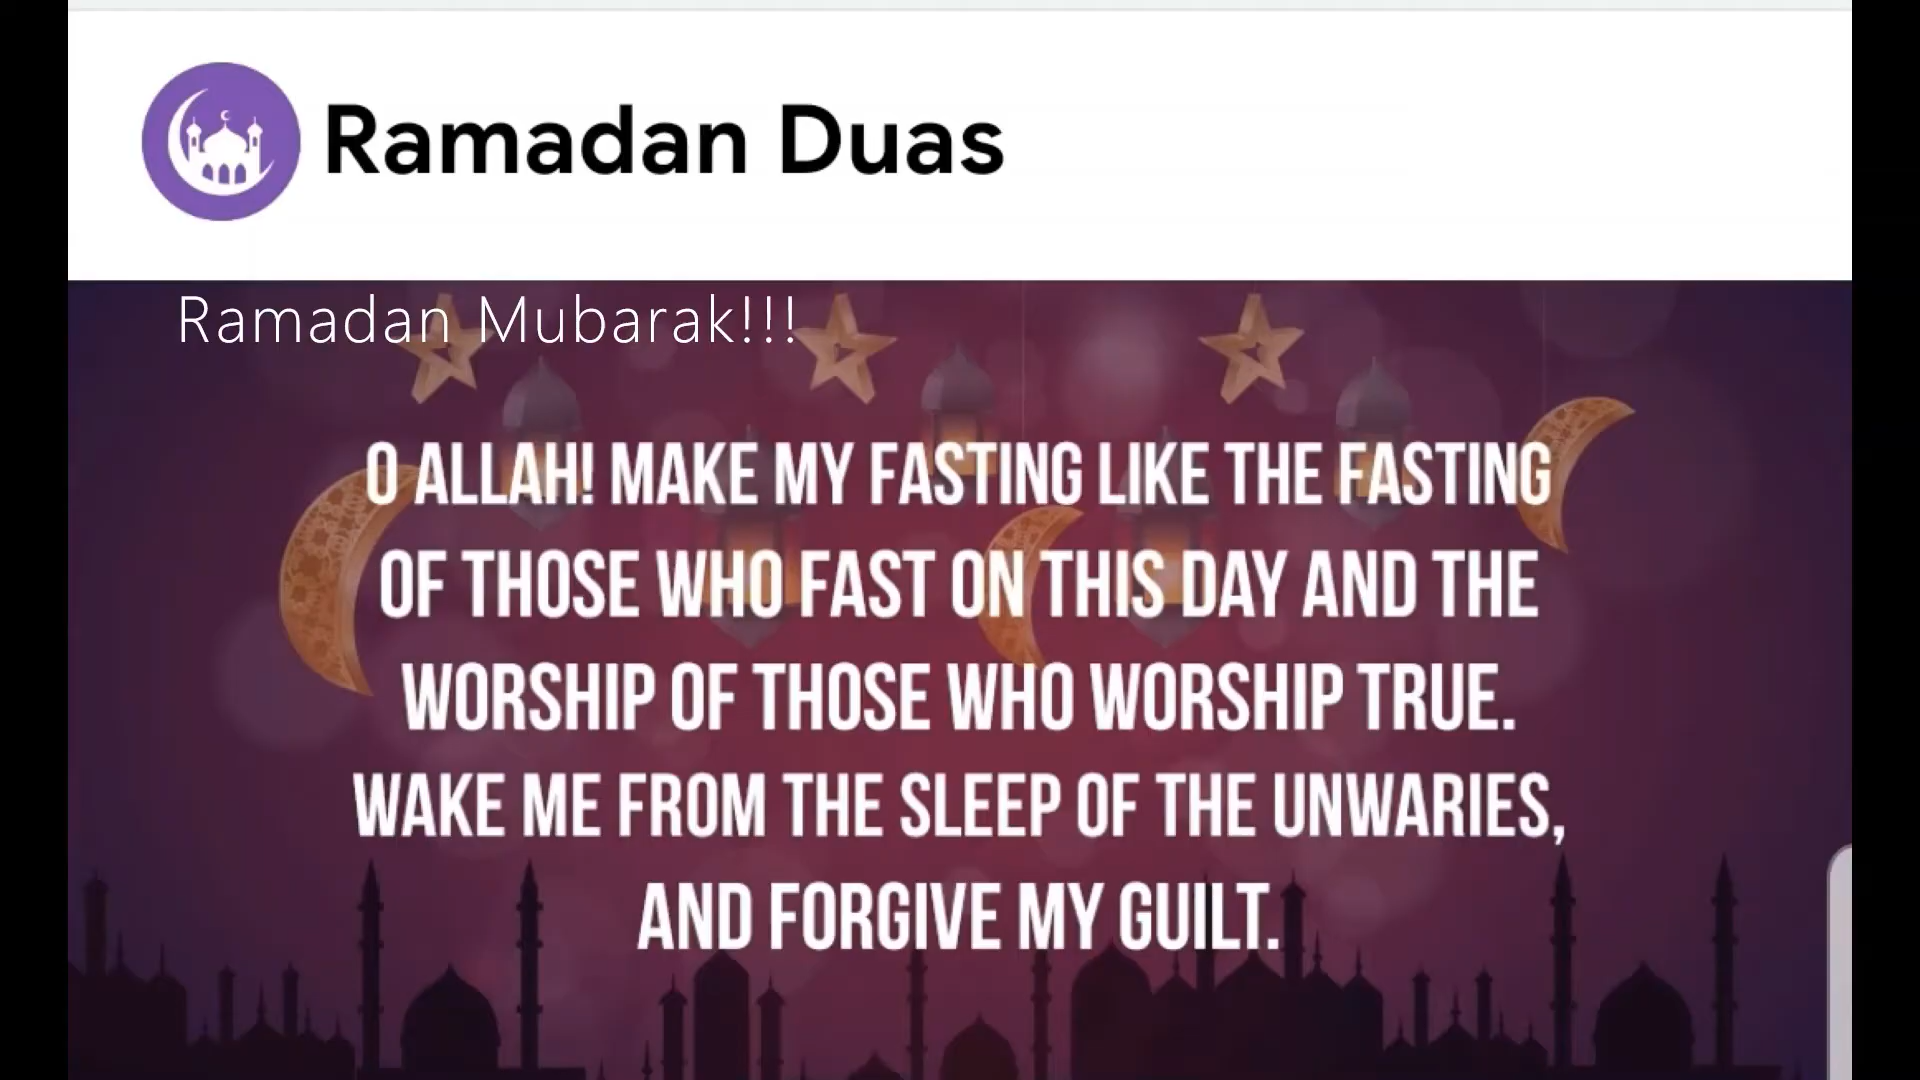 Ramadan Duas
Ramadan Mubarak!!!
O ALLAH! MAKE MY FASTING LIKE THE FASTING
OF THOSE WHO FAST ON THIS DAY AND THE
WORSHIP OF THOSE WHO WORSHIP TRUE.
WAKE ME FROM THE SLEEP OF THE UNWARIES,
AND FORGIVE MY GUILT.